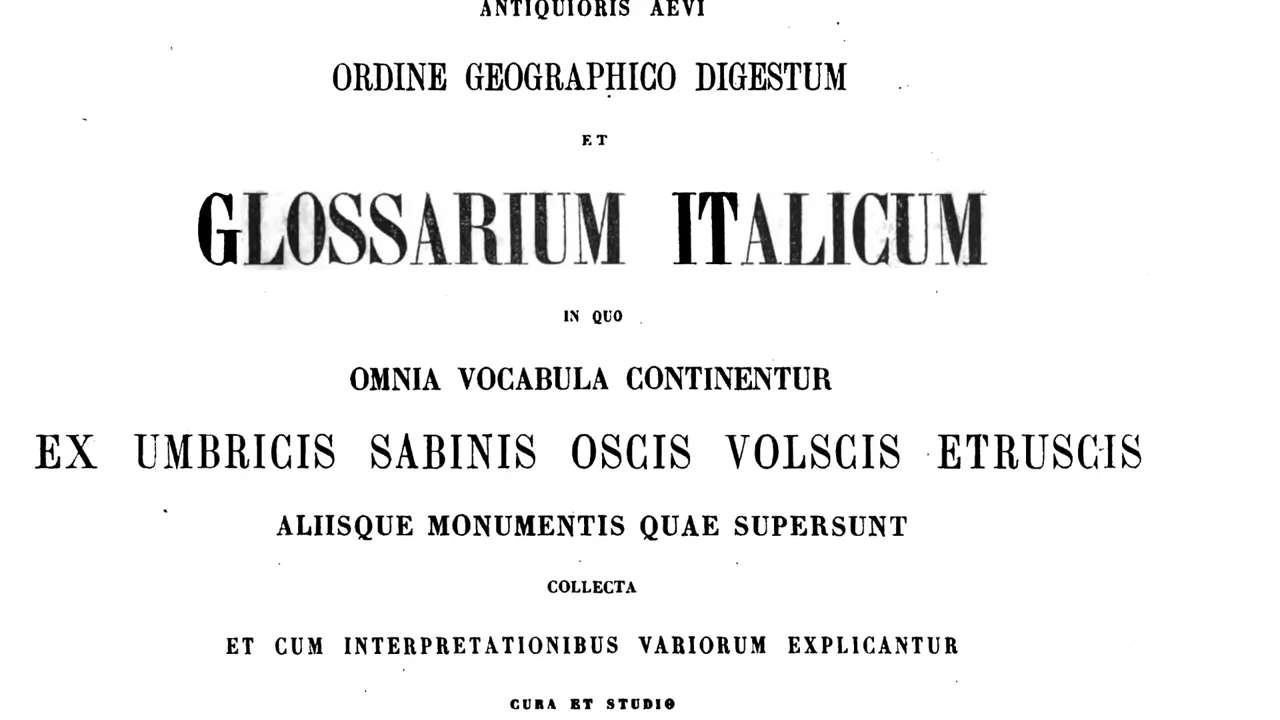 ANTIQUIORIS AEVI
ORDINE GEOGRAPHICO DIGESTUM
ET
GLOSSARIUM ITALICUM
IN QUO
OMNIA VOCABULA CONTINENTUR
EX UMBRICIS SABINIS OSCIS VOLSCIS ETRUSCIS
ALIISQUE MONUMENTIS QUAE SUPERSUNT
COLLECTA
ET CUM INTERPRETATIONIBUS VARIORUM EXPLICANTUR
CURA ET STUDIO